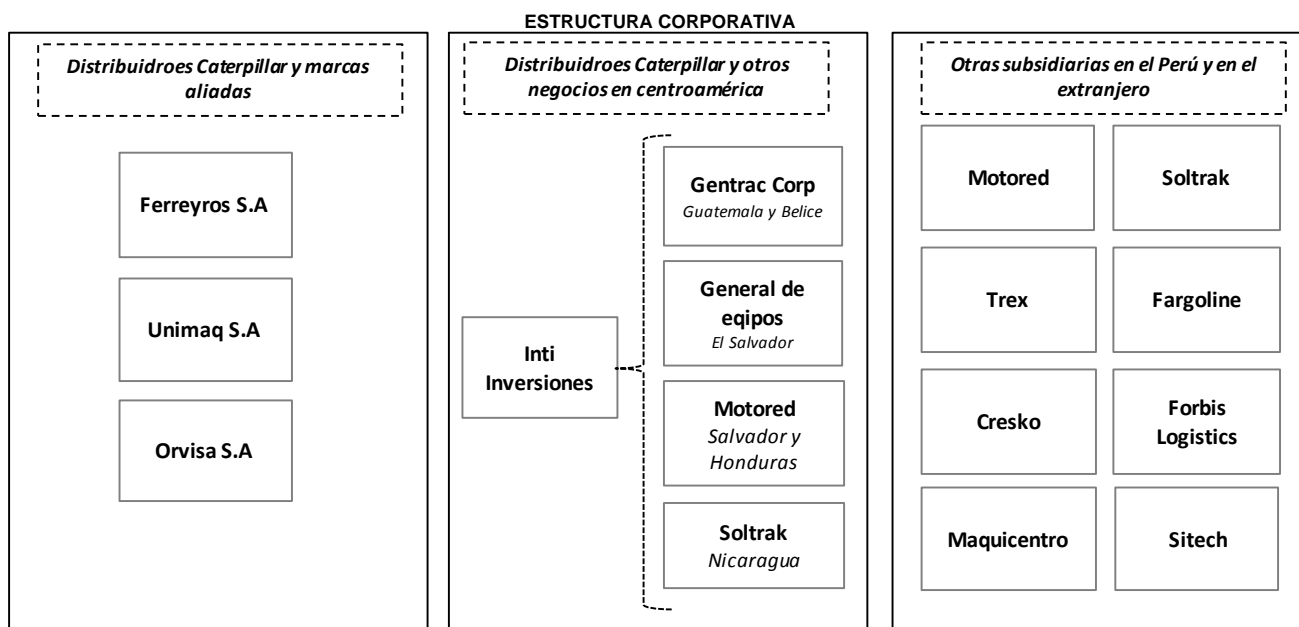 ESTRUCTURA CORPORATIVA
Distribuidroes Caterpillar y marcas
aliadas
Ferreyros S.A
Unimaq S.A
Orvisa S.A
Distribuidroes Caterpillar y otros
negocios en centroamérica
Inti
Inversiones
Gentrac Corp
Guatemala y Belice
General de
eqipos
El Salvador
Motored
Salvador y
Honduras
Soltrak
Nicaragua
Otras subsidiarias en el Perú y en el
extranjero
Motored
Soltrak
Trex
Fargoline
Cresko
Forbis
Logistics
Maquicentro
Sitech